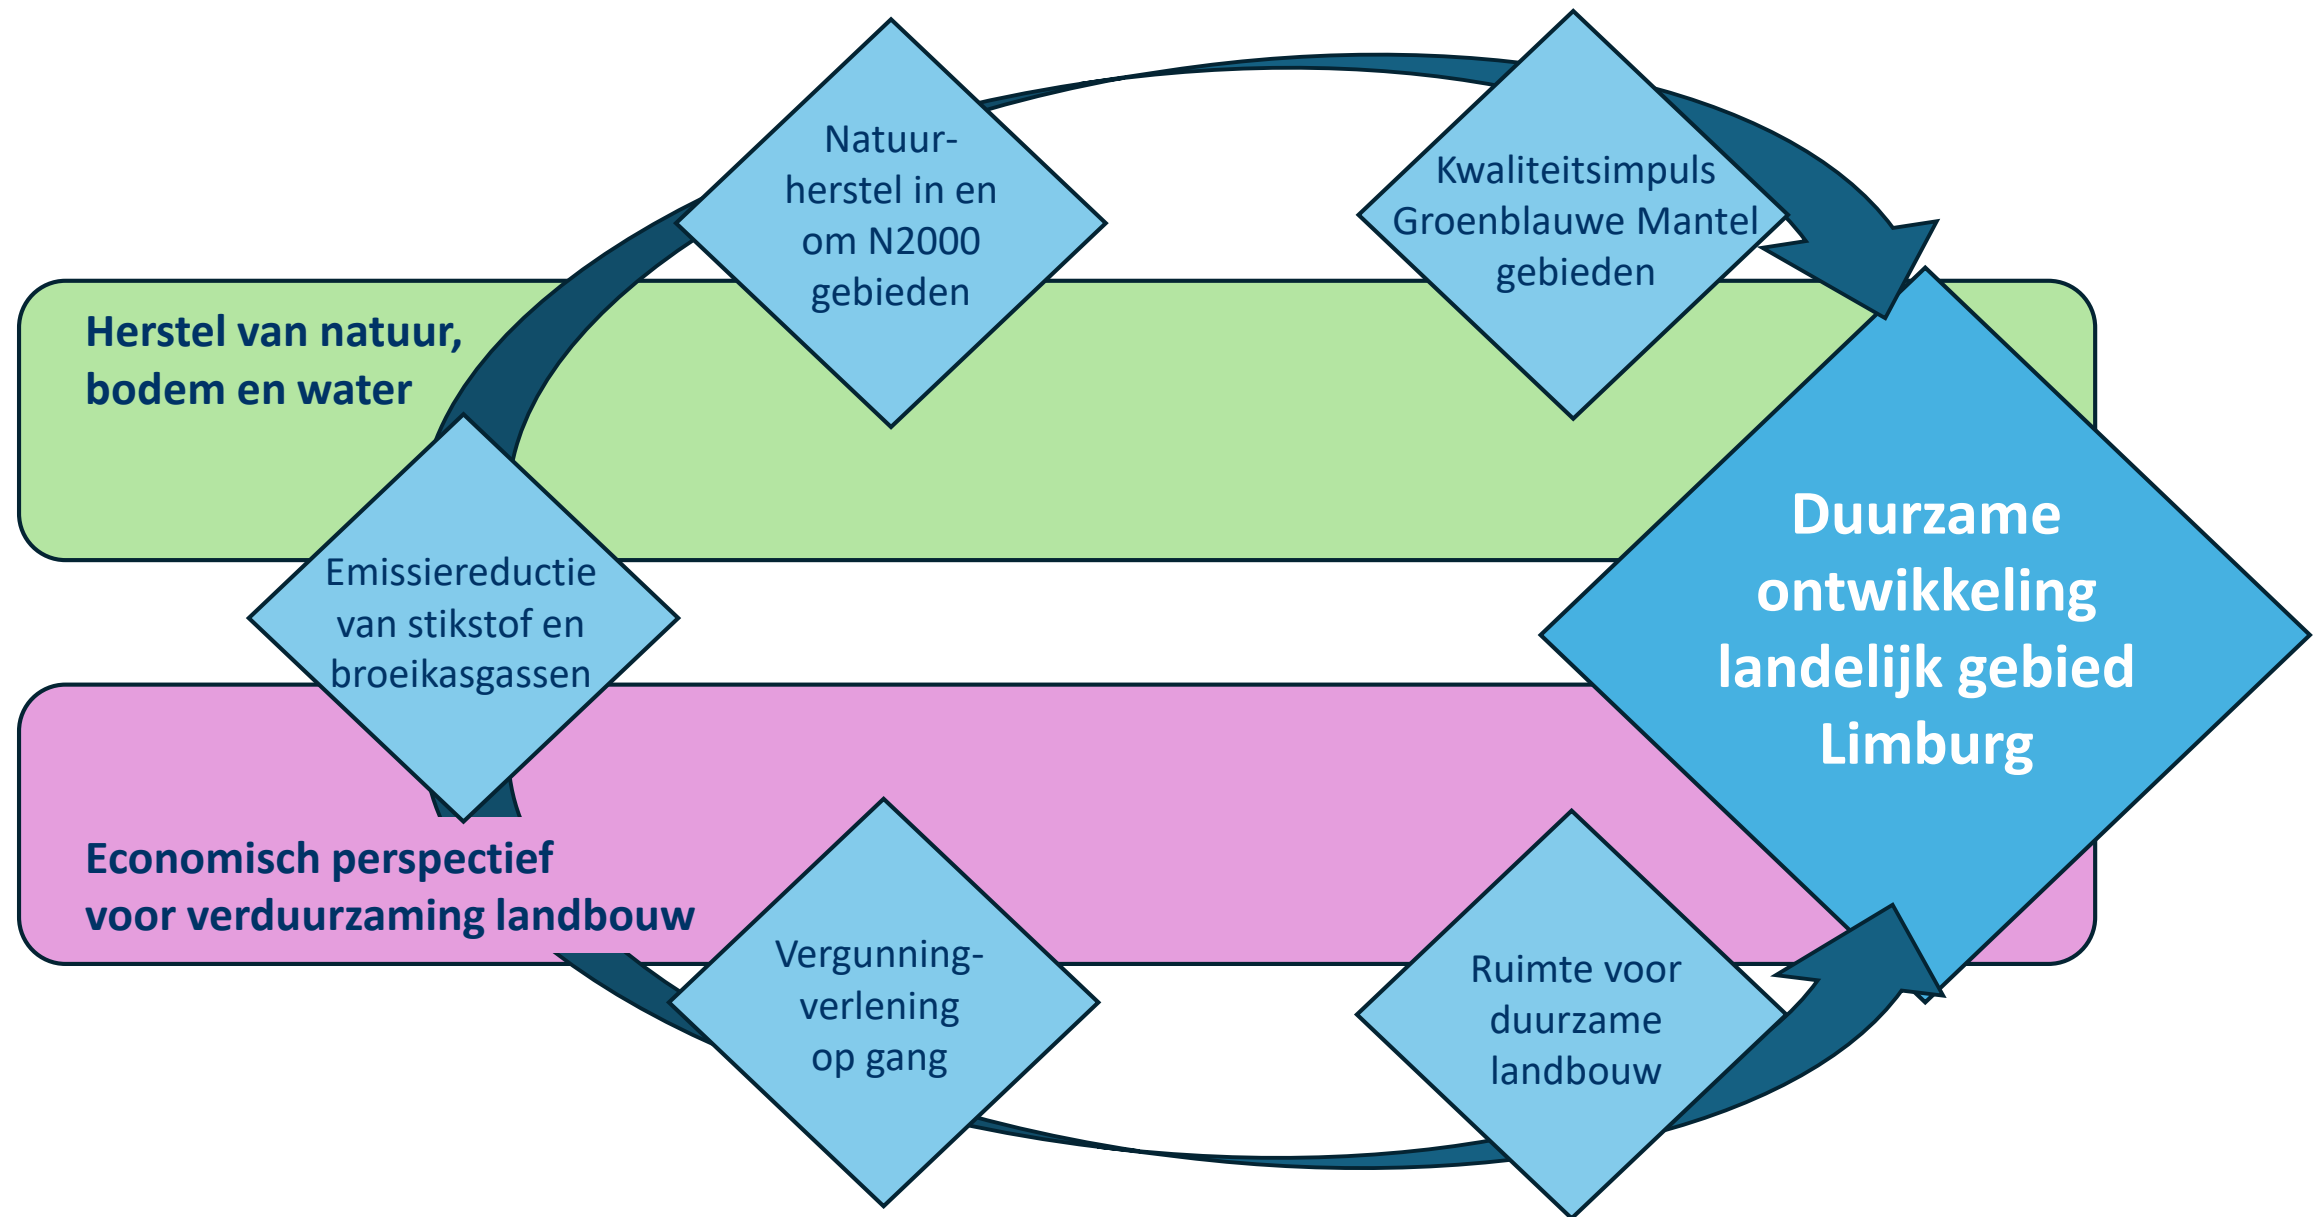 Natuur-
herstel in en
om N2000
gebieden
Kwaliteitsimpuls
Groenblauwe Mantel
gebieden
Herstel van natuur,
bodem en water
Emissiereductie
van stikstof en
broeikasgassen
Duurzame
ontwikkeling
landelijk gebied
Limburg
Economisch perspectief
voor verduurzaming landbouw
Vergunning-
verlening
op gang
Ruimte voor
duurzame
landbouw